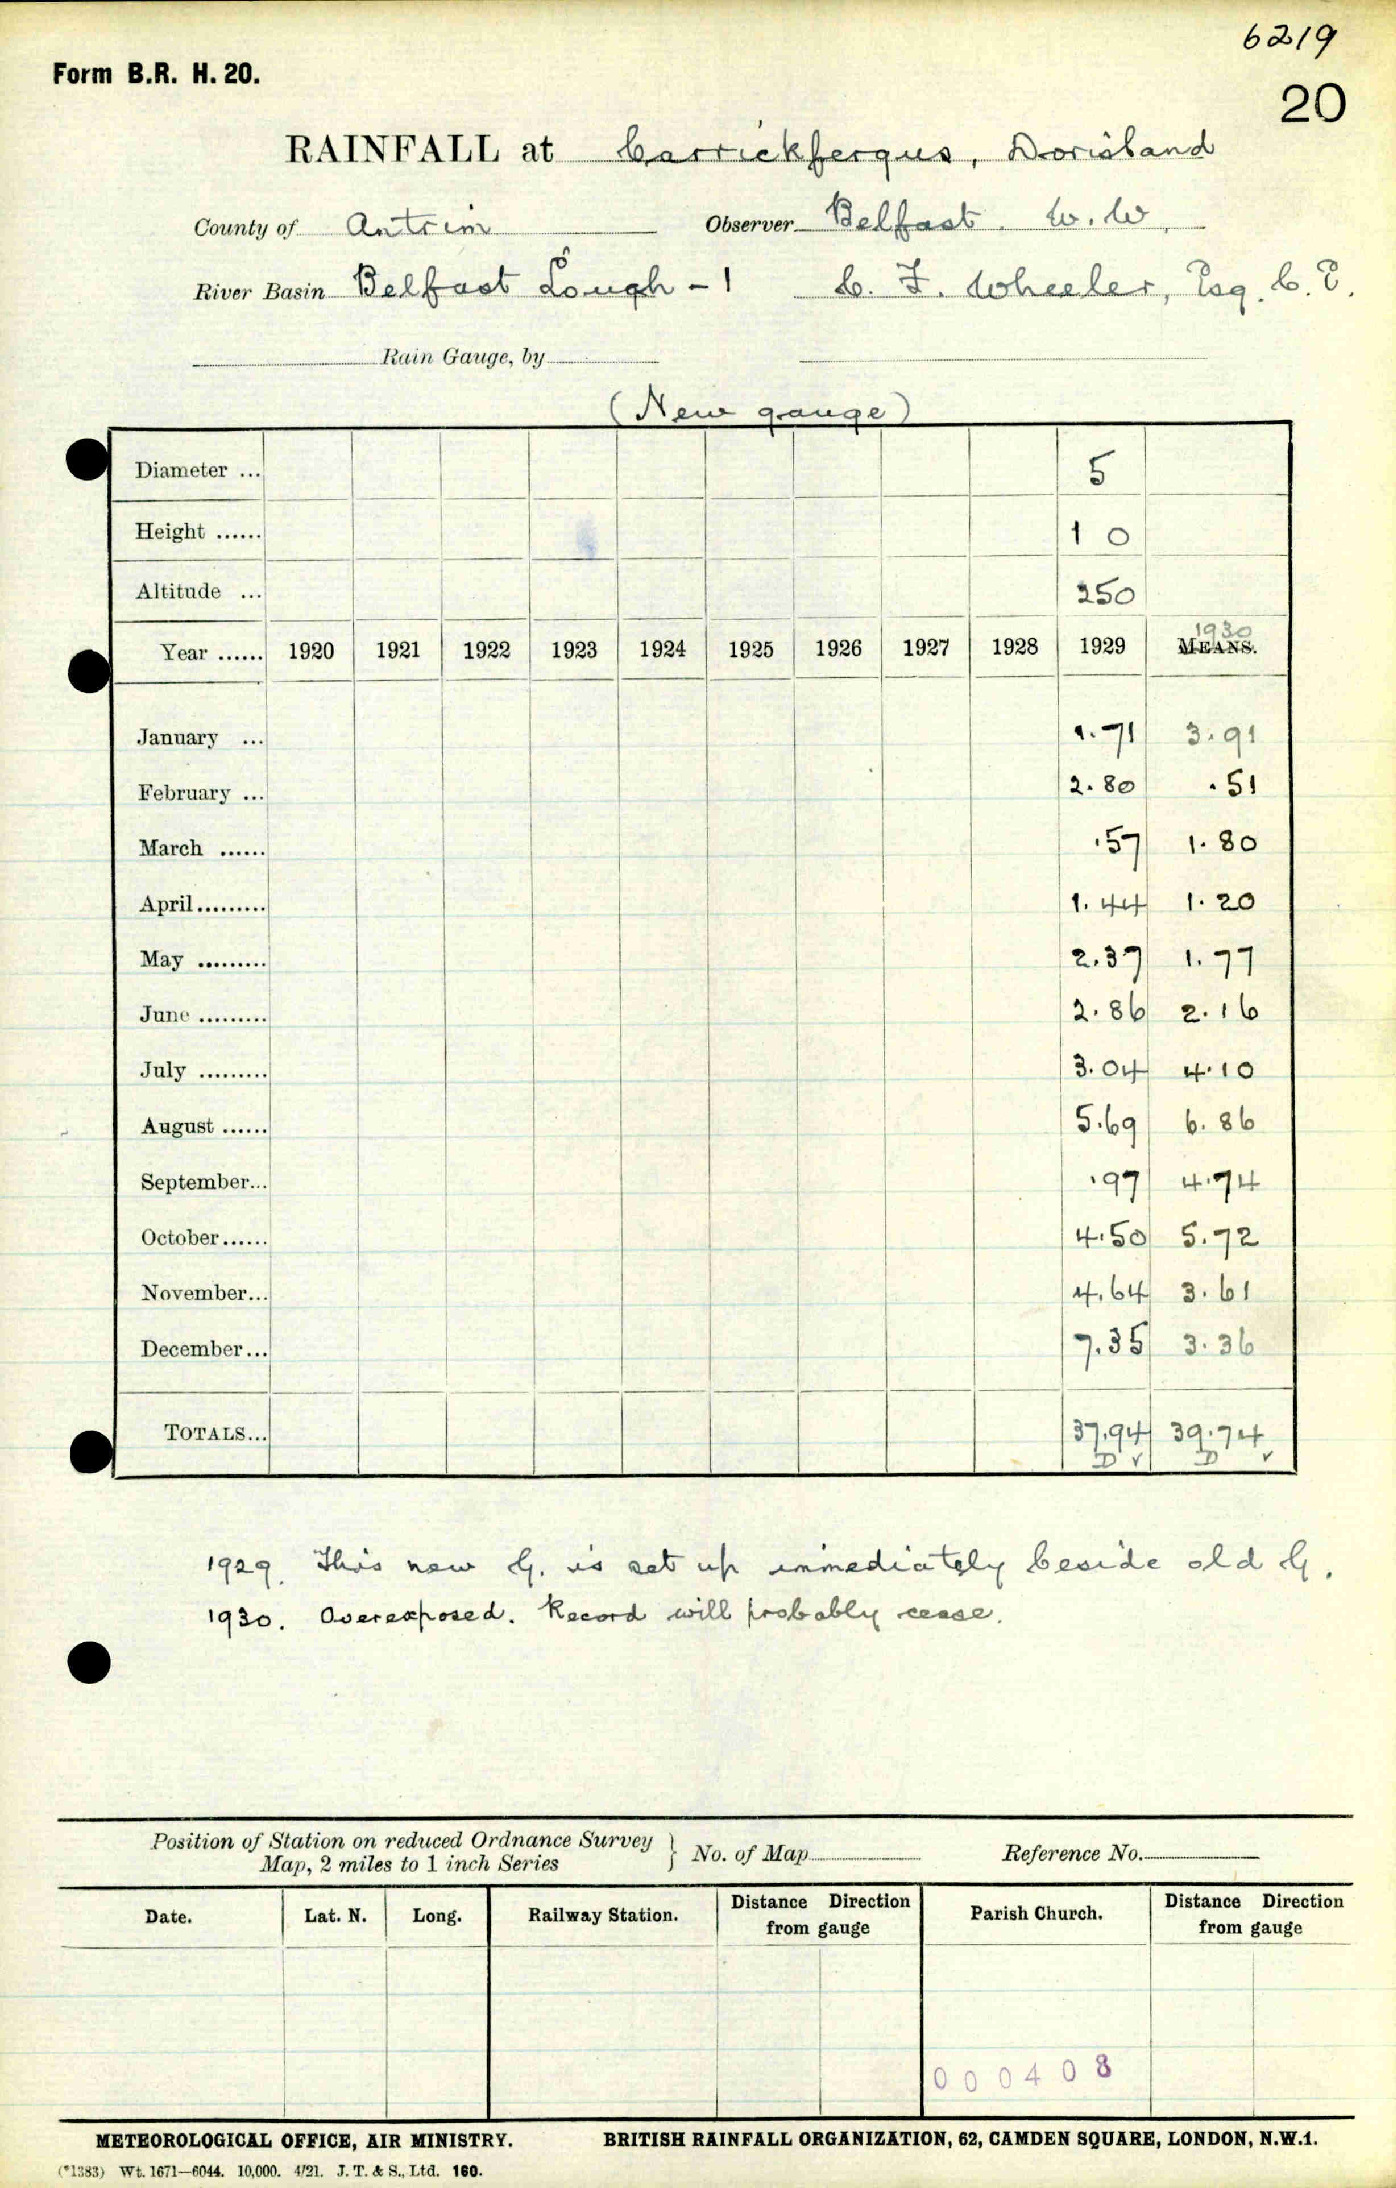 6219
Form B.R. H. 20.
20
RAINFALL at Carrickfergus, Dorisland
County of Antrim Observer Belfast W.W.
River Basin Belfast Lough - 1 C. F. Wheeler, Esq. C.E.
Rain Gauge, by
(New gauge)
Diameter ... 5
Height ...... 1 0
Altitude ... 250
Year ...... 1920 1921 1922 1923 1924 1925 1926 1927 1928 1929 MEANS. 1930
January ... 1.71 3.91
February ... 2.80 .51
March ...... .57 1.80
April......... 1.44 1.20
May ......... 2.37 1.77
June ......... 2.86 2.16
July ......... 3.04 4.10
August ...... 5.69 6.86
September... .97 4.74
October...... 4.50 5.72
November... 4.64 3.61
December... 7.35 3.36
TOTALS... 37.94 39.74
D v D v
1929. This new G. is set up immediately beside old G.
1930. Overexposed. Record will probably cease.
Position of Station on reduced Ordnance Survey
Map, 2 miles to 1 inch Series } No. of Map Reference No.
Date. Lat. N. Long. Railway Station. Distance Direction from gauge Parish Church. Distance Direction from gauge
000408
METEOROLOGICAL OFFICE, AIR MINISTRY. BRITISH RAINFALL ORGANIZATION, 62, CAMDEN SQUARE, LONDON, N.W.1.
(*1383) Wt. 1671—6044. 10,000. 4/21. J. T. & S., Ltd. 160.